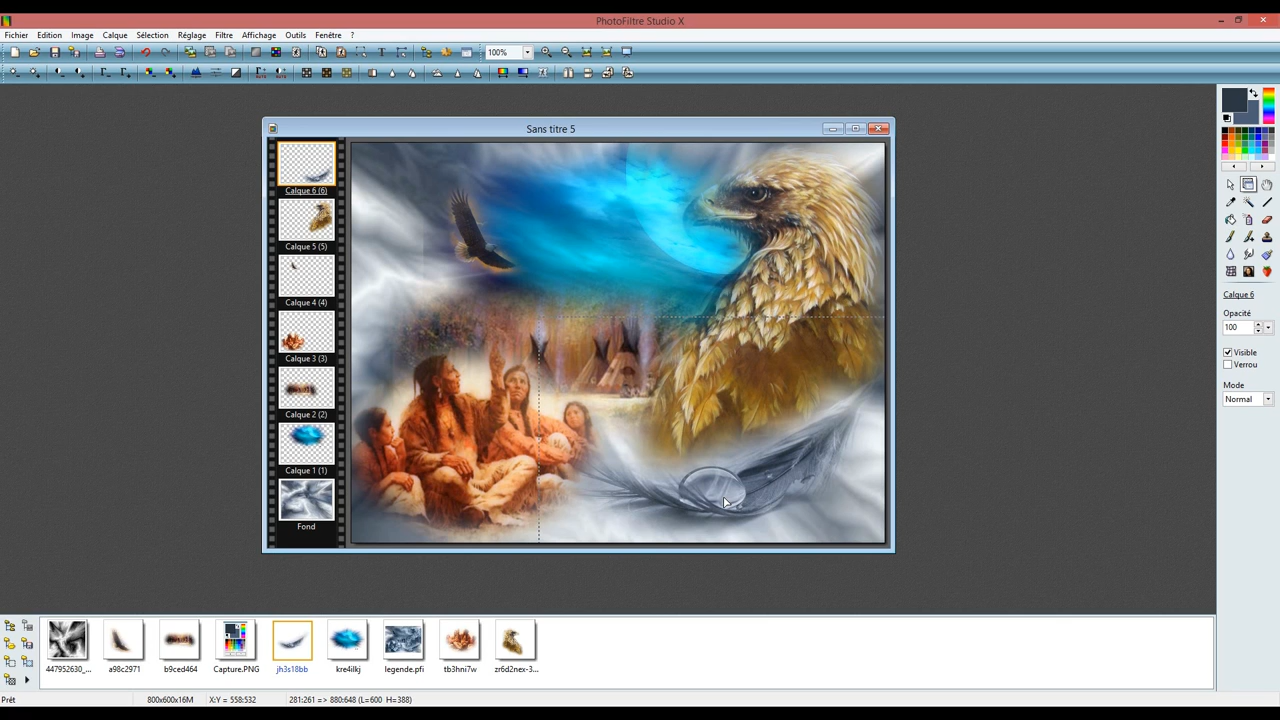 PhotoFiltre Studio X
Fichier Edition Image Calque Sélection Réglage Filtre Affichage Outils Fenêtre ?
100%
Sans titre 5
Calque 6 (6)
Calque 5 (5)
Calque 4 (4)
Calque 3 (3)
Calque 2 (2)
Calque 1 (1)
Fond
Calque 6
Opacité
100
Visible
Verrou
Mode
Normal
447952630_... a98c2971 b9ced464 Capture.PNG jh3s18bb kre4ilkj legende.pfi tb3hni7w zr6d2nex-3...
Prêt 800x600x16M X:Y = 558:532 281:261 => 880:648 (L=600 H=388)